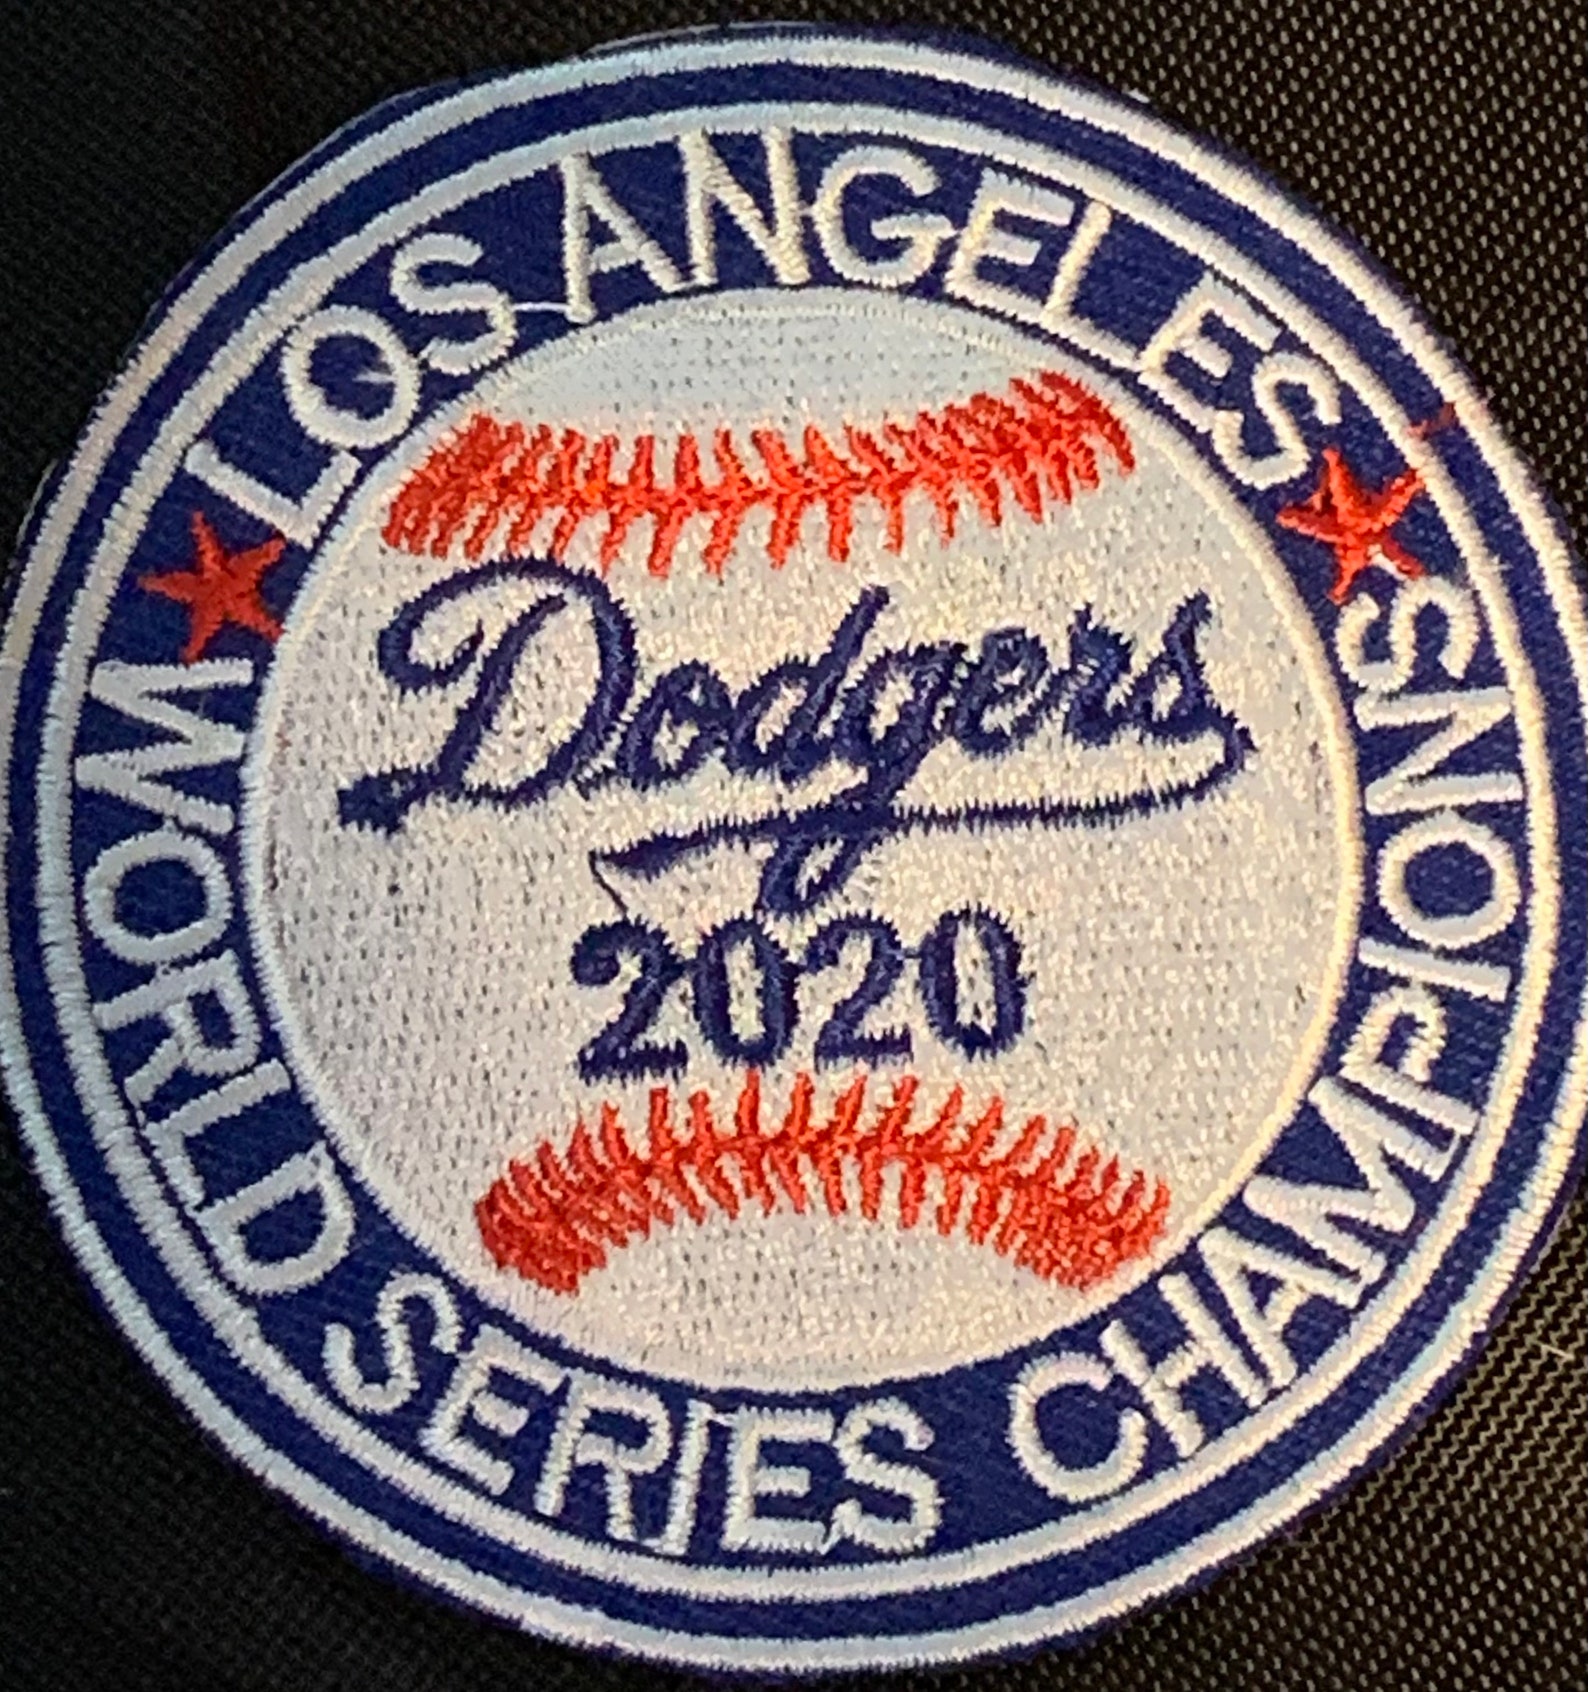 LOS ANGELES
Dodgers
2020
WORLD SERIES CHAMPIONS